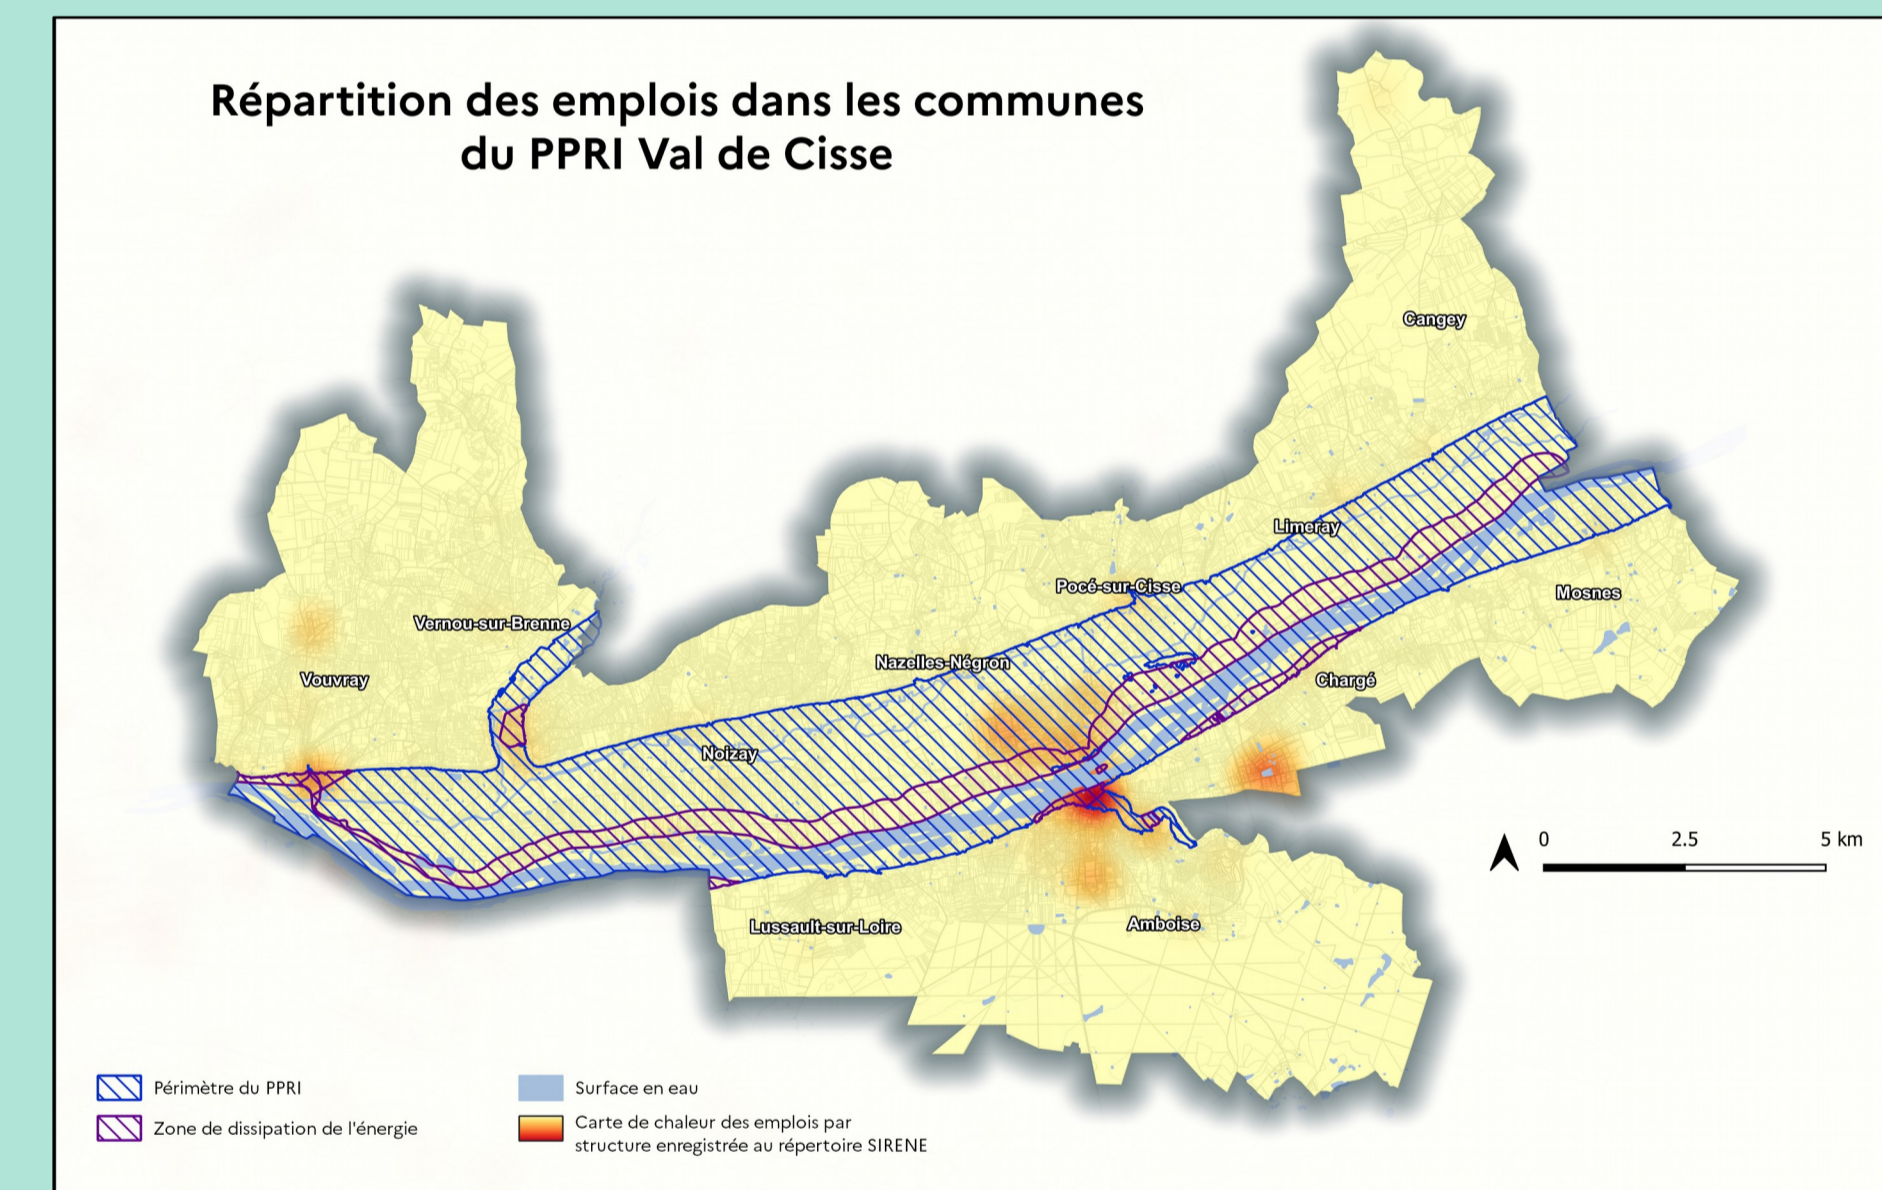 Répartition des emplois dans les communes
du PPRI Val de Cisse
Cangey
Limeray
Pocé-sur-Cisse
Mosnes
Vernou-sur-Brenne
Nazelles-Négron
Vouvray
Chargé
Noizay
0 2.5 5 km
Lussault-sur-Loire
Amboise
Périmètre du PPRI
Zone de dissipation de l'énergie
Surface en eau
Carte de chaleur des emplois par
structure enregistrée au répertoire SIRENE